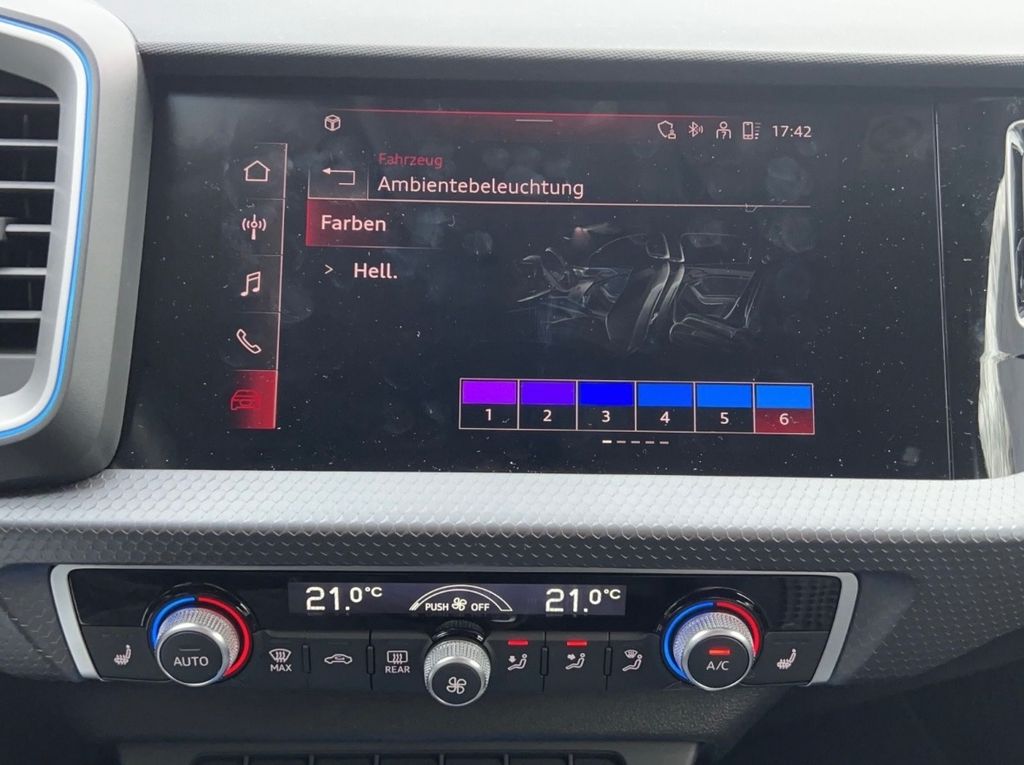 17:42
Fahrzeug
Ambientebeleuchtung
Farben
> Hell.
1 2 3 4 5 6
21.0°C PUSH OFF 21.0°C
AUTO MAX REAR A/C